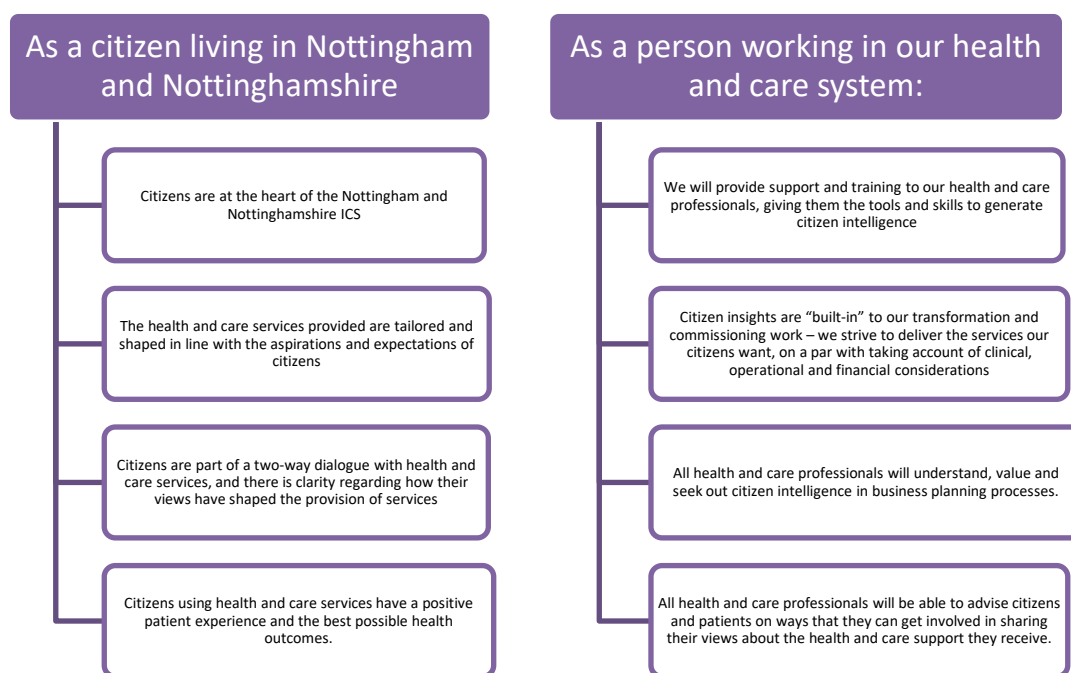 As a citizen living in Nottingham
and Nottinghamshire
Citizens are at the heart of the Nottingham and
Nottinghamshire ICS
The health and care services provided are tailored and
shaped in line with the aspirations and expectations of
citizens
Citizens are part of a two-way dialogue with health and
care services, and there is clarity regarding how their
views have shaped the provision of services
Citizens using health and care services have a positive
patient experience and the best possible health
outcomes.
As a person working in our health
and care system:
We will provide support and training to our health and care
professionals, giving them the tools and skills to generate
citizen intelligence
Citizen insights are “built-in” to our transformation and
commissioning work – we strive to deliver the services our
citizens want, on a par with taking account of clinical,
operational and financial considerations
All health and care professionals will understand, value and
seek out citizen intelligence in business planning processes.
All health and care professionals will be able to advise citizens
and patients on ways that they can get involved in sharing
their views about the health and care support they receive.